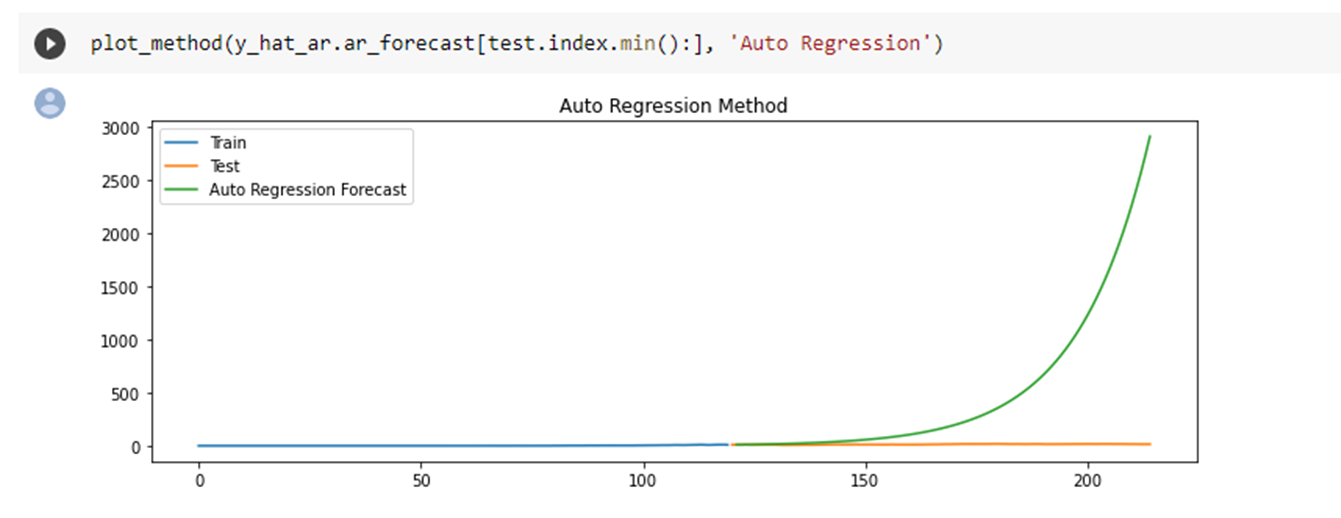 plot_method(y_hat_ar.ar_forecast[test.index.min():], 'Auto Regression')
Auto Regression Method
Train
Test
Auto Regression Forecast
3000
2500
2000
1500
1000
500
0
0 50 100 150 200